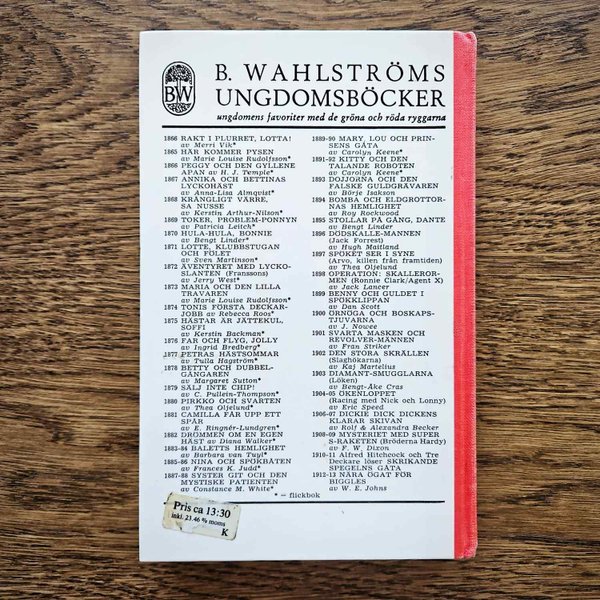 BW
B. WAHLSTRÖMS
UNGDOMSBÖCKER
ungdomens favoriter med de gröna och röda ryggarna
1866 RAKT I PLURRET, LOTTA!
av Merri Vik*
1865 HÄR KOMMER PYSEN
av Marie Louise Rudolfsson*
1866 PEGGY OCH DEN GYLLENE
APAN av H. J. Temple*
1867 ANNIKA OCH BETTINAS
LYCKOHÄST
av Anna-Lisa Almqvist*
1868 KRÅNGLIGT VÄRRE,
SA NUSSE
av Kerstin Arthur-Nilson*
1869 TOKER, PROBLEM-PONNYN
av Patricia Leitch*
1870 HULA-HULA, BONNIE
av Bengt Linder*
1871 LOTTE, KLUBBSTUGAN
OCH FÖLET
av Sven Martinson*
1872 ÄVENTYRET MED LYCKO-
SLANTEN (Franssons)
av Jerry West*
1873 MARIA OCH DEN LILLA
TRAVAREN
av Marie Louise Rudolfsson*
1874 TONIS FÖRSTA DECKAR-
JOBB av Rebecca Roos*
1875 HÄSTAR ÄR JÄTTEKUL,
SOFFI
av Kerstin Backman*
1876 FAR OCH FLYG, JOLLY
av Ingrid Bredberg*
1877 PETRAS HÄSTSOMMAR
av Tulla Hagström*
1878 BETTY OCH DUBBEL-
GÅNGAREN
av Margaret Sutton*
1879 SÄLJ INTE CHIP!
av C. Pullein-Thompson*
1880 PIRKKO OCH SVARTEN
av Thea Oljelund*
1881 CAMILLA FÅR UPP ETT
SPÅR
av E. Ringnér-Lundgren*
1882 DRÖMMEN OM EN EGEN
HÄST av Diana Walker*
1883-84 BALETTS HEMLIGHET
av Barbara van Tuyl*
1885-86 NINA OCH SPÖKBÅTEN
av Frances K. Judd*
1887-88 SYSTER GIT OCH DEN
MYSTISKE PATIENTEN
av Constance M. White*
1889-90 MARY, LOU OCH PRIN-
SENS GÅTA
av Carolyn Keene*
1891-92 KITTY OCH DEN
TALANDE ROBOTEN
av Carolyn Keene*
1893 DOJJORNA OCH DEN
FALSKE GULDGRÄVAREN
av Börje Isakson
1894 BOMBA OCH ELDGROTTOR-
NAS HEMLIGHET
av Roy Rockwood
1895 STOLLAR PÅ GÅNG, DANTE
av Bengt Linder
1896 DÖDSKALLE-MANNEN
(Jack Forrest)
av Hugh Maitland
1897 SPÖKET SER I SYNE
(Arvo, killen från framtiden)
av Thea Oljelund
1898 OPERATION: SKALLEROR-
MEN (Ronnie Clark/Agent X)
av Jack Lancer
1899 BENNY OCH GULDET I
SPÖKKLIPPAN
av Dan Scott
1900 ÖRNÖGA OCH BOSKAPS-
TJUVARNA
av J. Nowee
1901 SVARTA MASKEN OCH
REVOLVER-MÄNNEN
av Fran Striker
1902 DEN STORA SKRÄLLEN
(Slaghökarna)
av Kaj Martelius
1903 DIAMANT-SMUGGLARNA
(Löken)
av Bengt-Åke Cras
1904-05 ÖKENLOPPET
(Racing med Nick och Lonny)
av Eric Speed
1906-07 DICKIE DICK DICKENS
KLARAR SKIVAN
av Rolf & Alexandra Becker
1908-09 MYSTERIET MED SUPER
S-RAKETEN (Bröderna Hardy)
av F. W. Dixon
1910-11 Alfred Hitchcock och Tre
Deckare löser SKRIKANDE
SPEGELNS GÅTA
1912-13 NÄRA ÖGAT FÖR
BIGGLES
av W. E. Johns
* = flickbok
Pris ca 13:30
inkl. 23.46 % moms
K